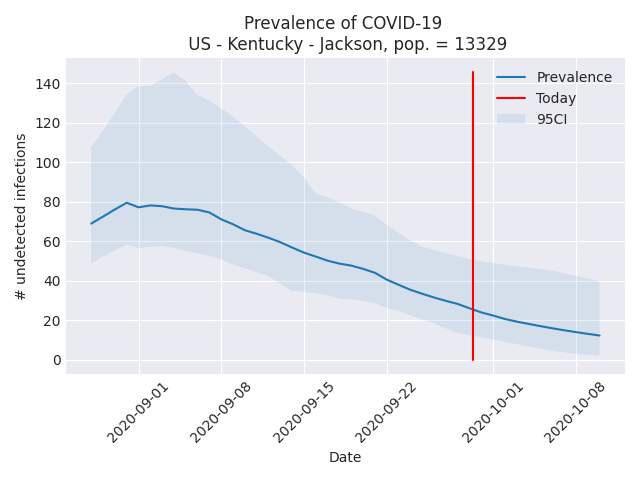 Prevalence of COVID-19
US - Kentucky - Jackson, pop. = 13329
Prevalence
Today
95CI
# undetected infections
140
120
100
80
60
40
20
0
2020-09-01
2020-09-08
2020-09-15
2020-09-22
2020-10-01
2020-10-08
Date